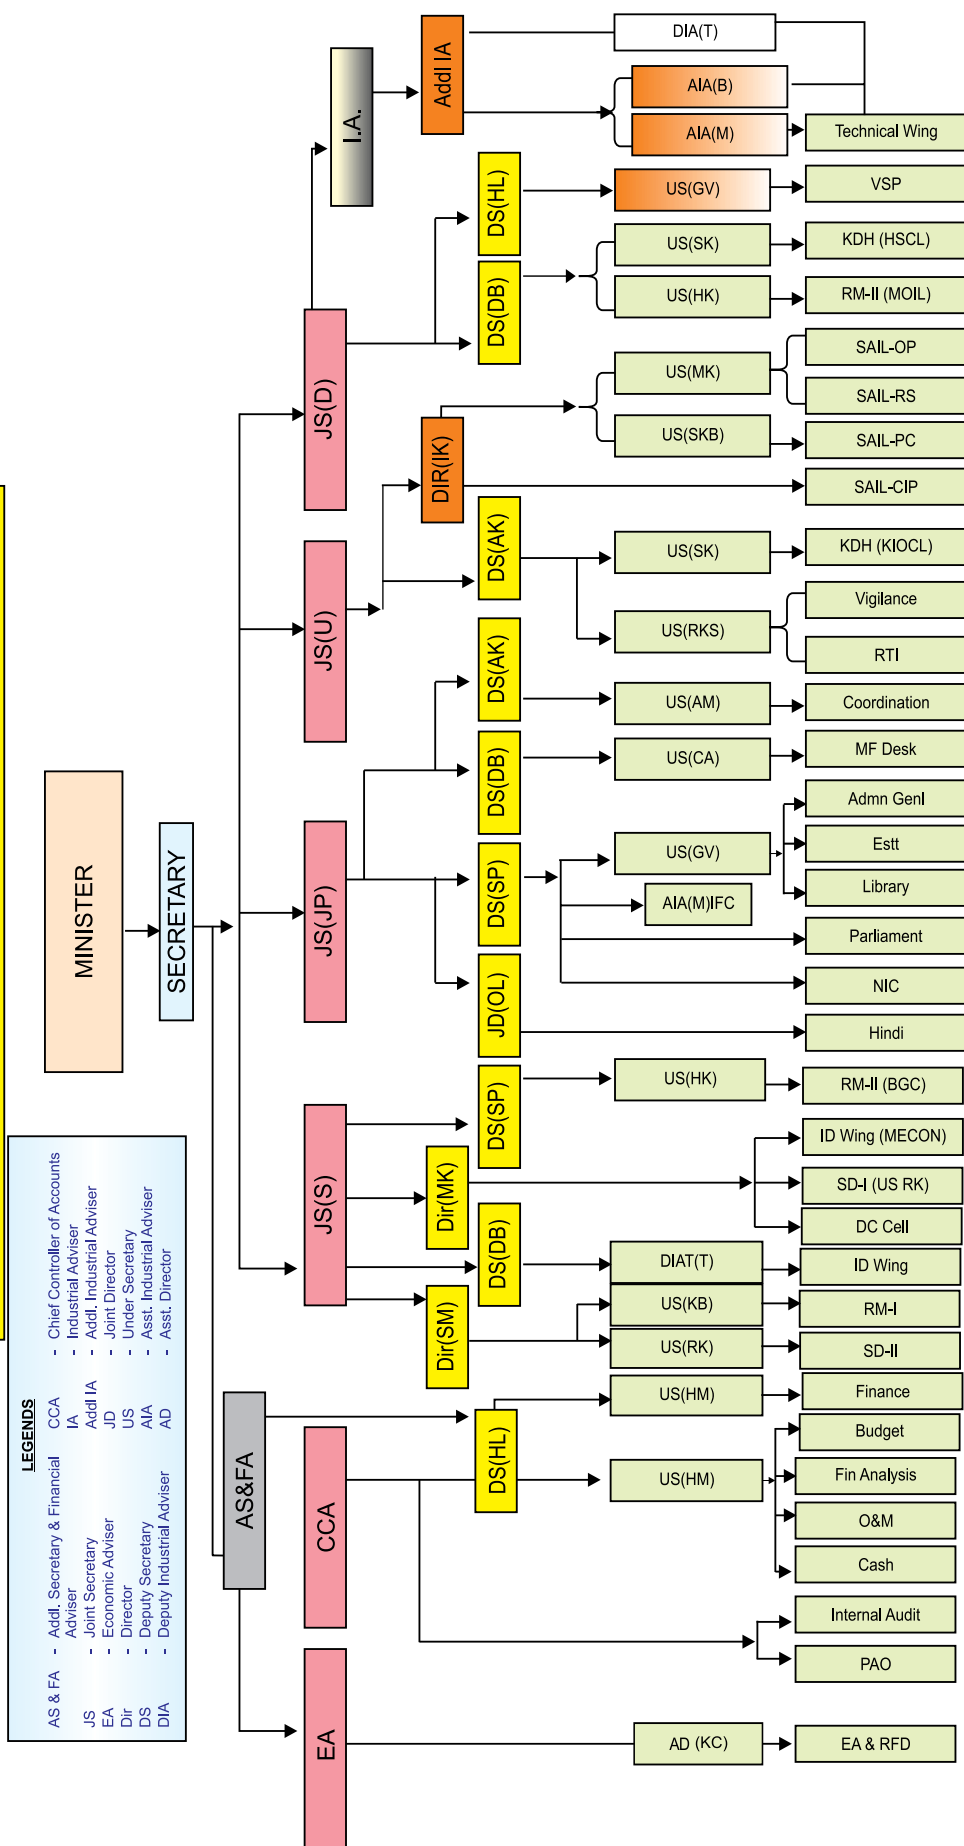 MINISTER
SECRETARY
LEGENDS
AS & FA - Addl. Secretary & Financial Adviser
JS - Joint Secretary
EA - Economic Adviser
Dir - Director
DS - Deputy Secretary
DIA - Deputy Industrial Adviser
CCA - Chief Controller of Accounts
IA - Industrial Adviser
Addl IA - Addl. Industrial Adviser
JD - Joint Director
US - Under Secretary
AIA - Asst. Industrial Adviser
AD - Asst. Director
AS&FA
EA
CCA
JS(S)
JS(JP)
JS(U)
JS(D)
I.A.
Addl IA
DIR(IK)
Dir(SM)
Dir(MK)
DS(HL)
DS(DB)
DS(SP)
JD(OL)
DS(SP)
DS(DB)
DS(AK)
DS(AK)
DS(DB)
DS(HL)
DIA(T)
AIA(B)
AIA(M)
US(GV)
US(SK)
US(HK)
US(MK)
US(SKB)
US(SK)
US(RKS)
US(AM)
US(CA)
US(GV)
AIA(M)IFC
US(HK)
DIAT(T)
US(KB)
US(RK)
US(HM)
US(HM)
AD (KC)
Technical Wing
VSP
KDH (HSCL)
RM-II (MOIL)
SAIL-OP
SAIL-RS
SAIL-PC
SAIL-CIP
KDH (KIOCL)
Vigilance
RTI
Coordination
MF Desk
Admn Genl
Estt
Library
Parliament
NIC
Hindi
RM-II (BGC)
ID Wing (MECON)
SD-I (US RK)
DC Cell
ID Wing
RM-I
SD-II
Finance
Budget
Fin Analysis
O&M
Cash
Internal Audit
PAO
EA & RFD